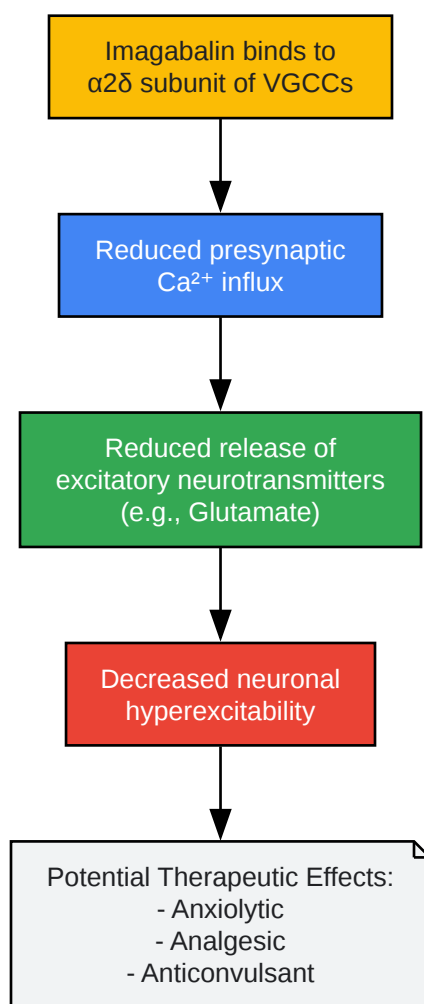 Imagabalin binds to
α2δ subunit of VGCCs
Reduced presynaptic
Ca²⁺ influx
Reduced release of
excitatory neurotransmitters
(e.g., Glutamate)
Decreased neuronal
hyperexcitability
Potential Therapeutic Effects:
- Anxiolytic
- Analgesic
- Anticonvulsant